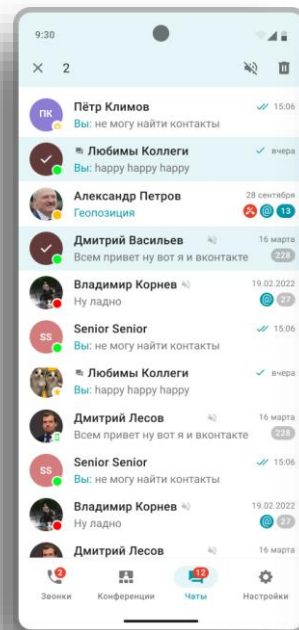 9:30
2
ПК
Пётр Климов
15:06
Вы: не могу найти контакты
Любимы Коллеги
вчера
Вы: happy happy happy
Александр Петров
28 сентября
Геопозиция
@ 13
Дмитрий Васильев
16 марта
Всем привет ну вот я и вконтакте
228
Владимир Корнев
19.02.2022
Ну ладно
@ 27
SS
Senior Senior
15:06
Вы: не могу найти контакты
Любимы Коллеги
вчера
Вы: happy happy happy
Дмитрий Лесов
16 марта
Всем привет ну вот я и вконтакте
228
SS
Senior Senior
15:06
Вы: не могу найти контакты
Владимир Корнев
19.02.2022
Ну ладно
@ 27
Дмитрий Лесов
16 марта
2
12
Звонки
Конференции
Чаты
Настройки